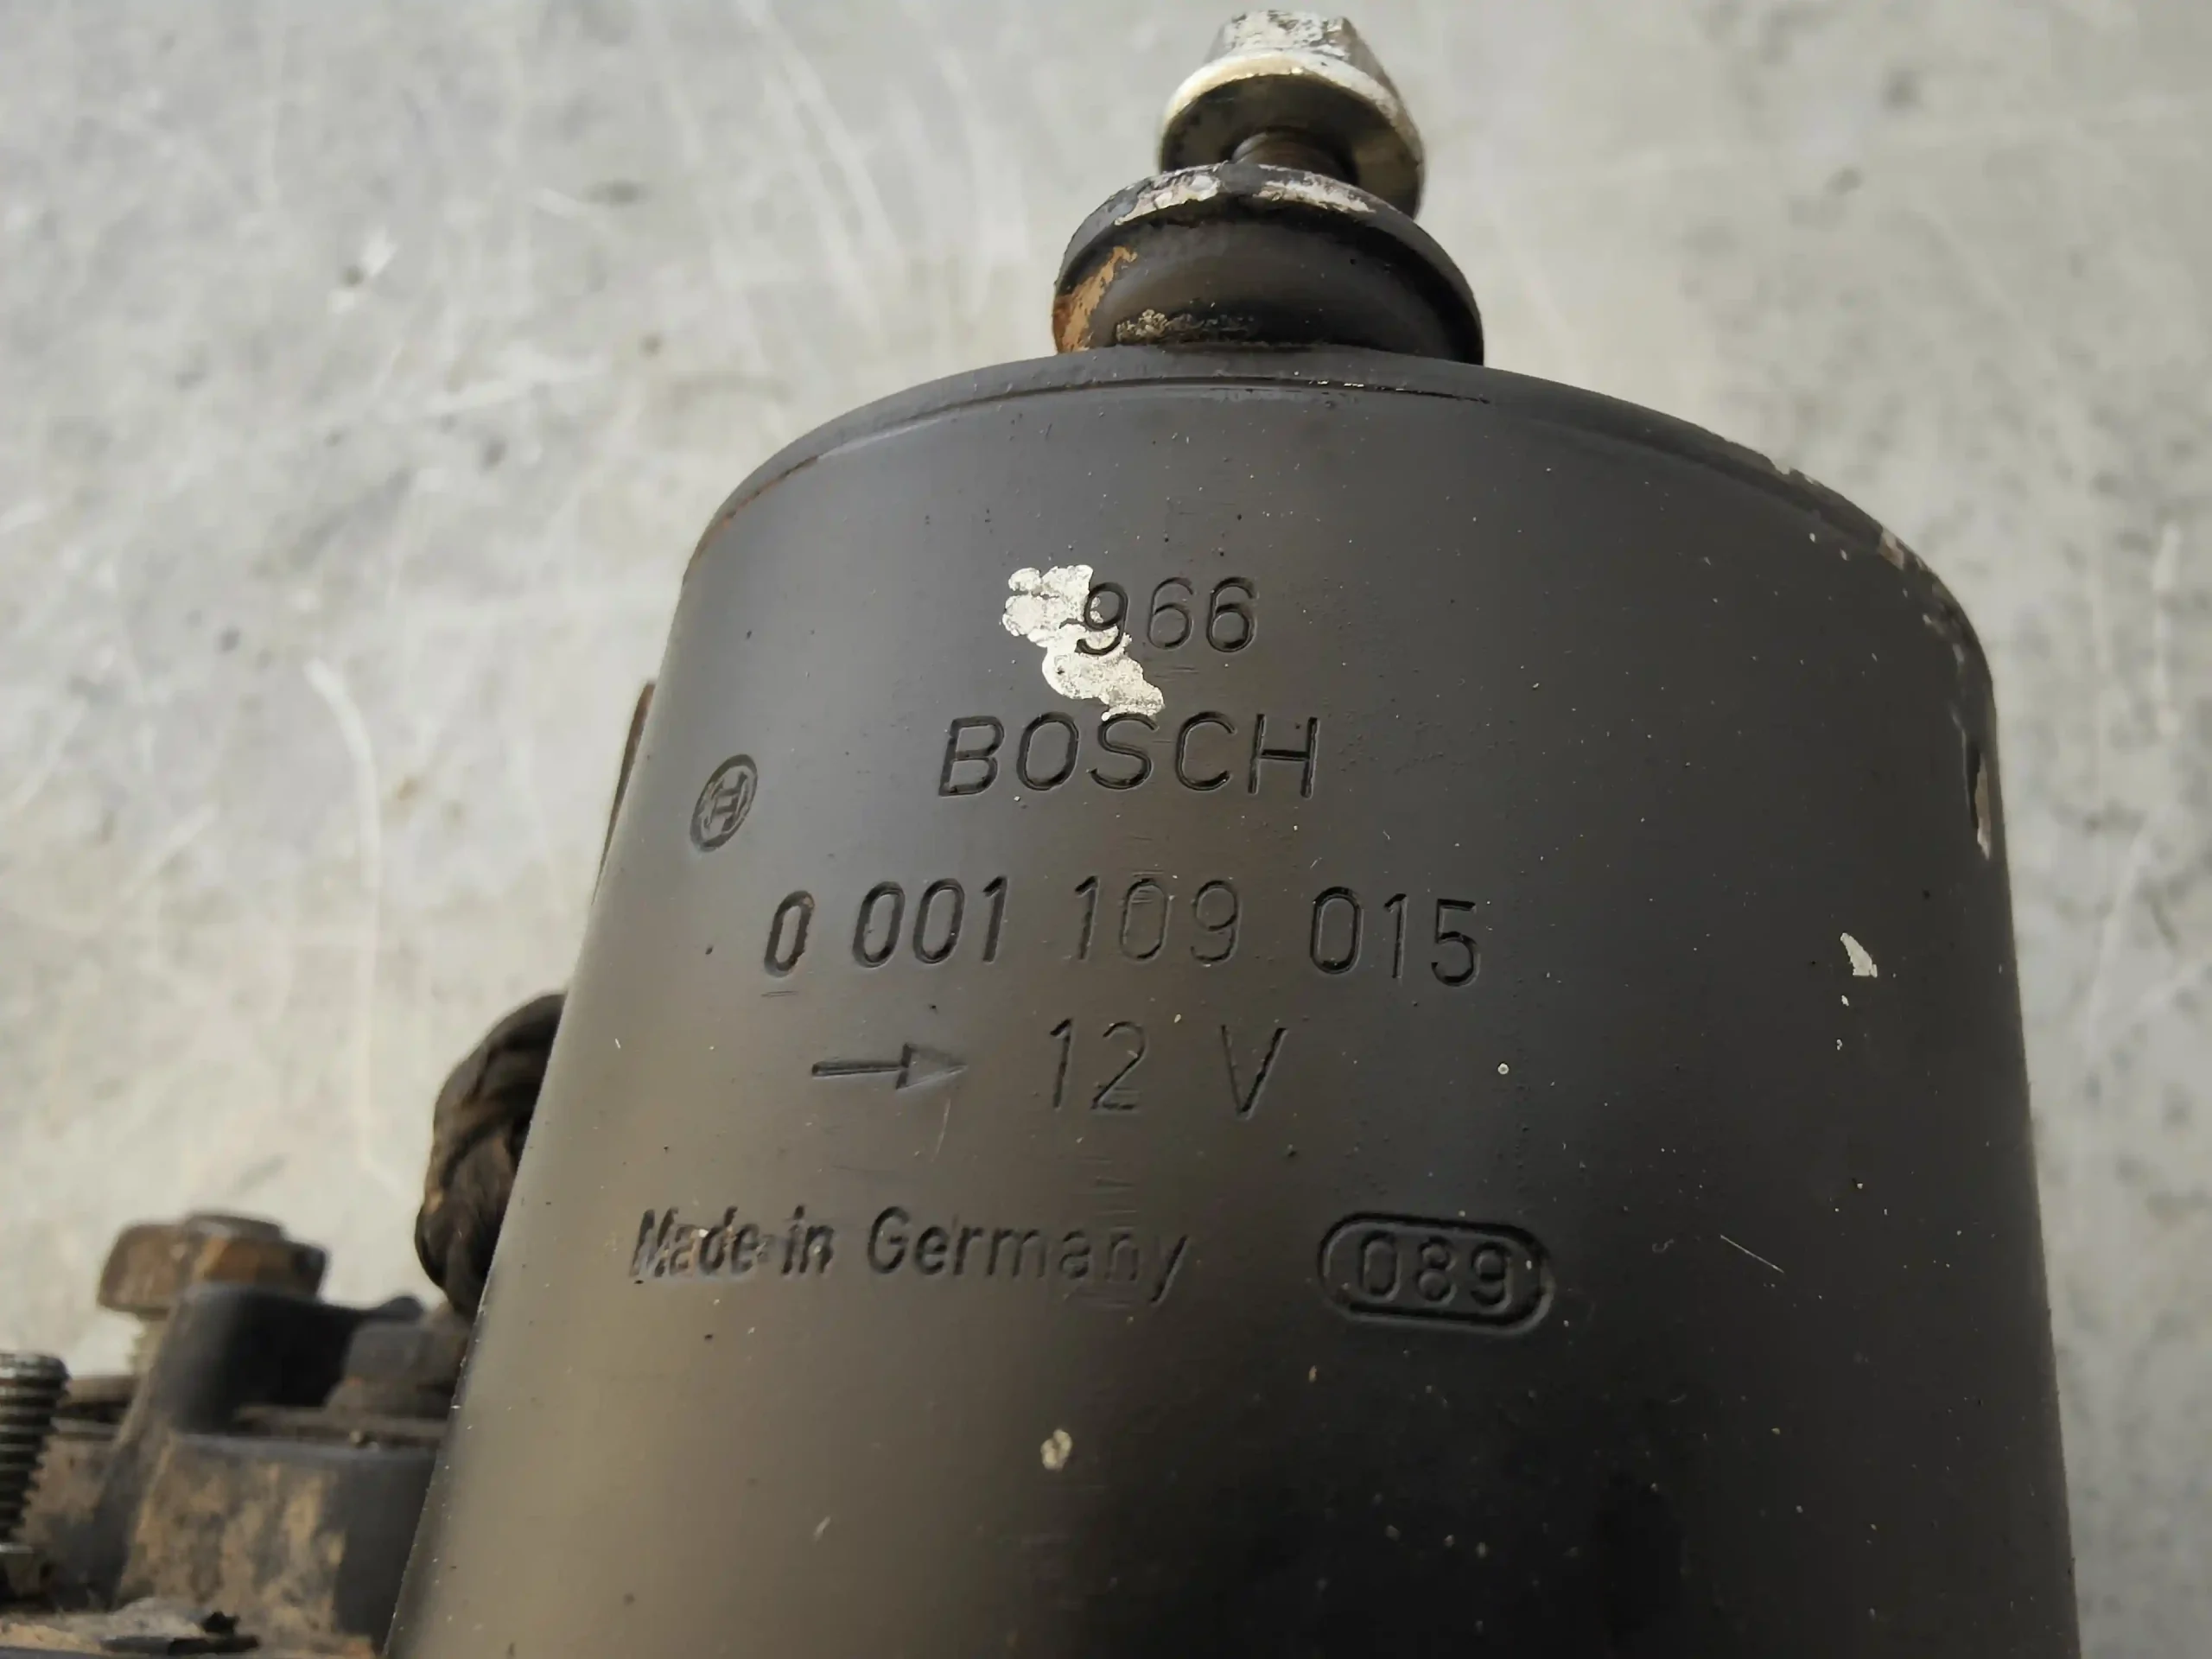 966
BOSCH
0 001 109 015
→ 12 V
Made in Germany 089